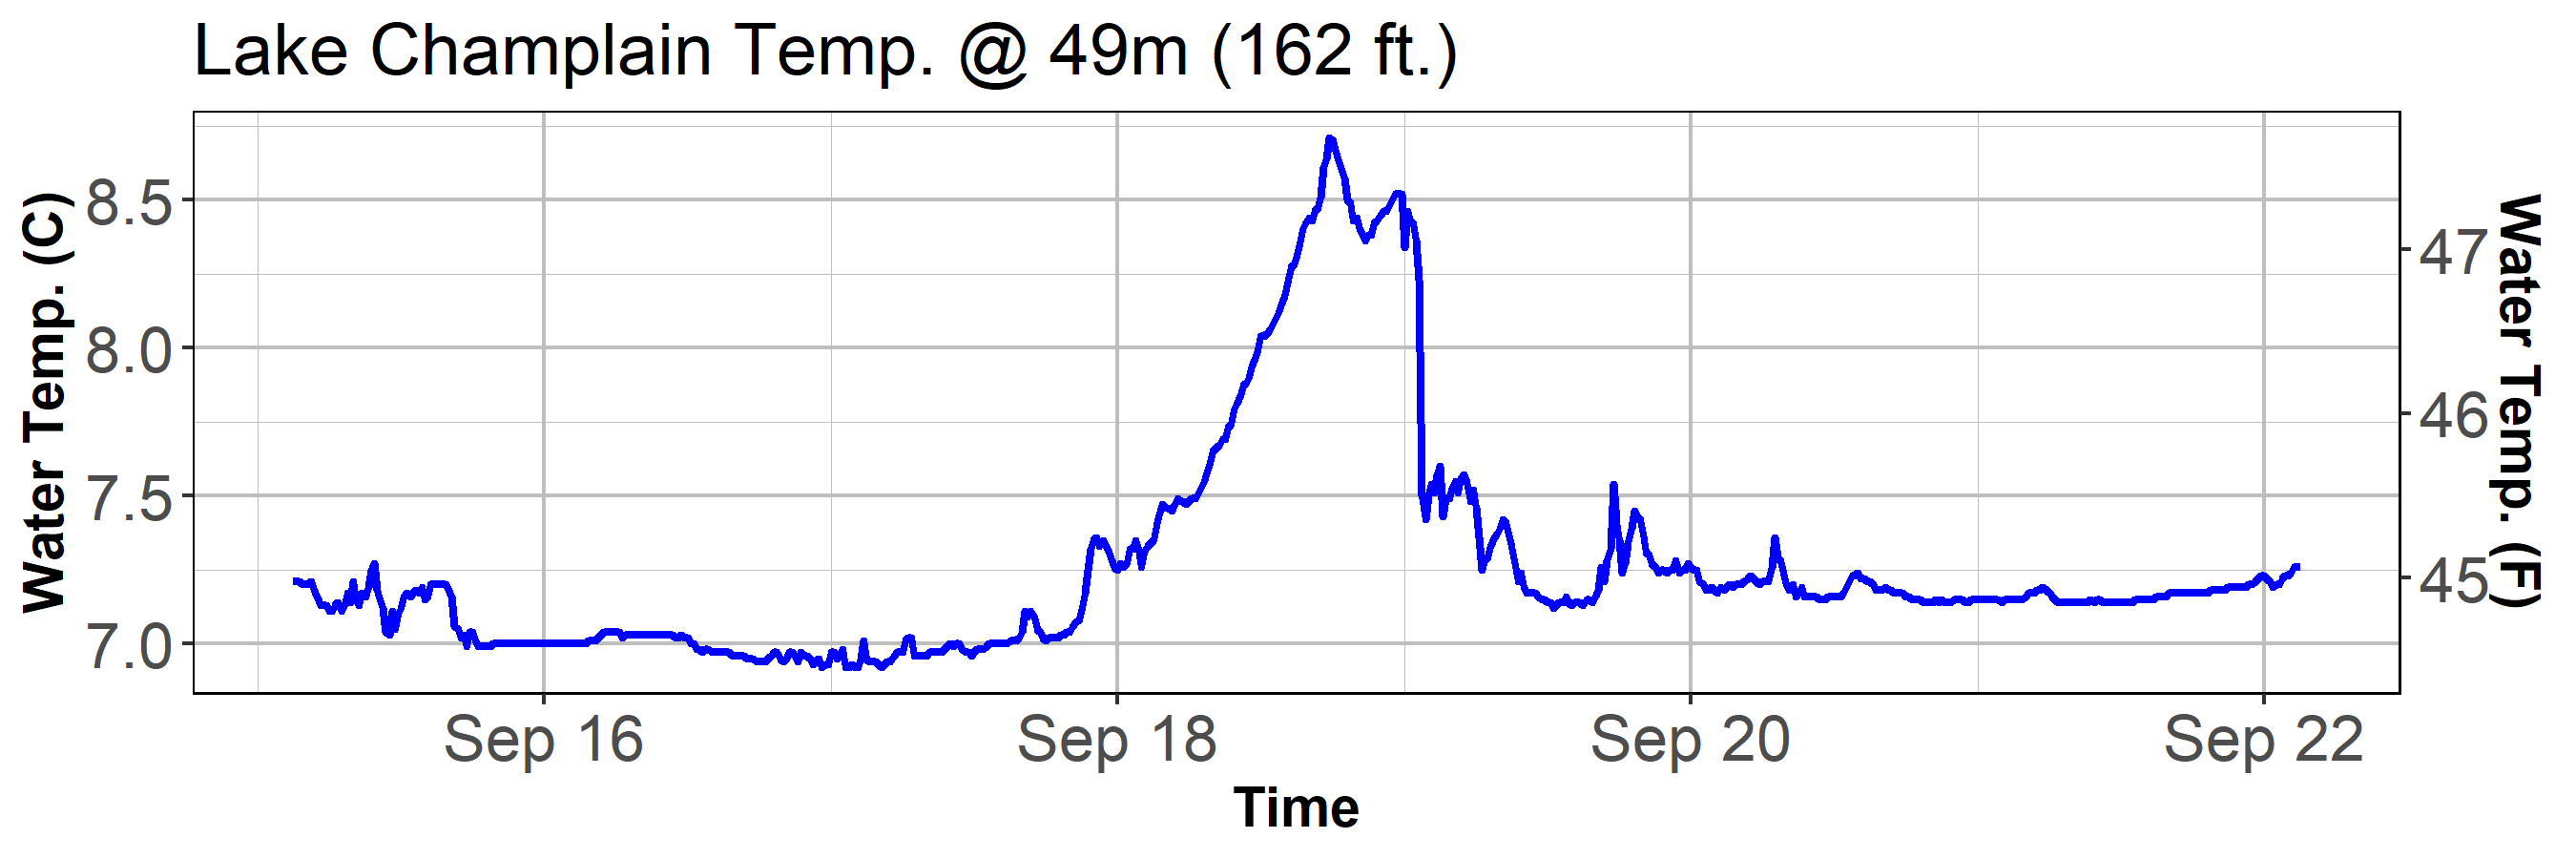 Lake Champlain Temp. @ 49m (162 ft.)
Water Temp. (C)
8.5
8.0
7.5
7.0
47
46
45
Water Temp. (F)
Sep 16
Sep 18
Sep 20
Sep 22
Time